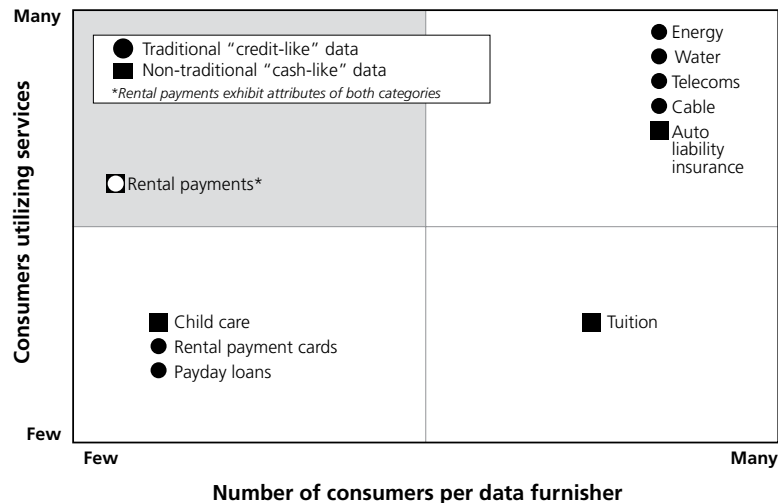 Many
Traditional “credit-like” data
Non-traditional “cash-like” data
*Rental payments exhibit attributes of both categories
Energy
Water
Telecoms
Cable
Auto
liability
insurance
Rental payments*
Consumers utilizing services
Child care
Rental payment cards
Payday loans
Tuition
Few
Few
Many
Number of consumers per data furnisher